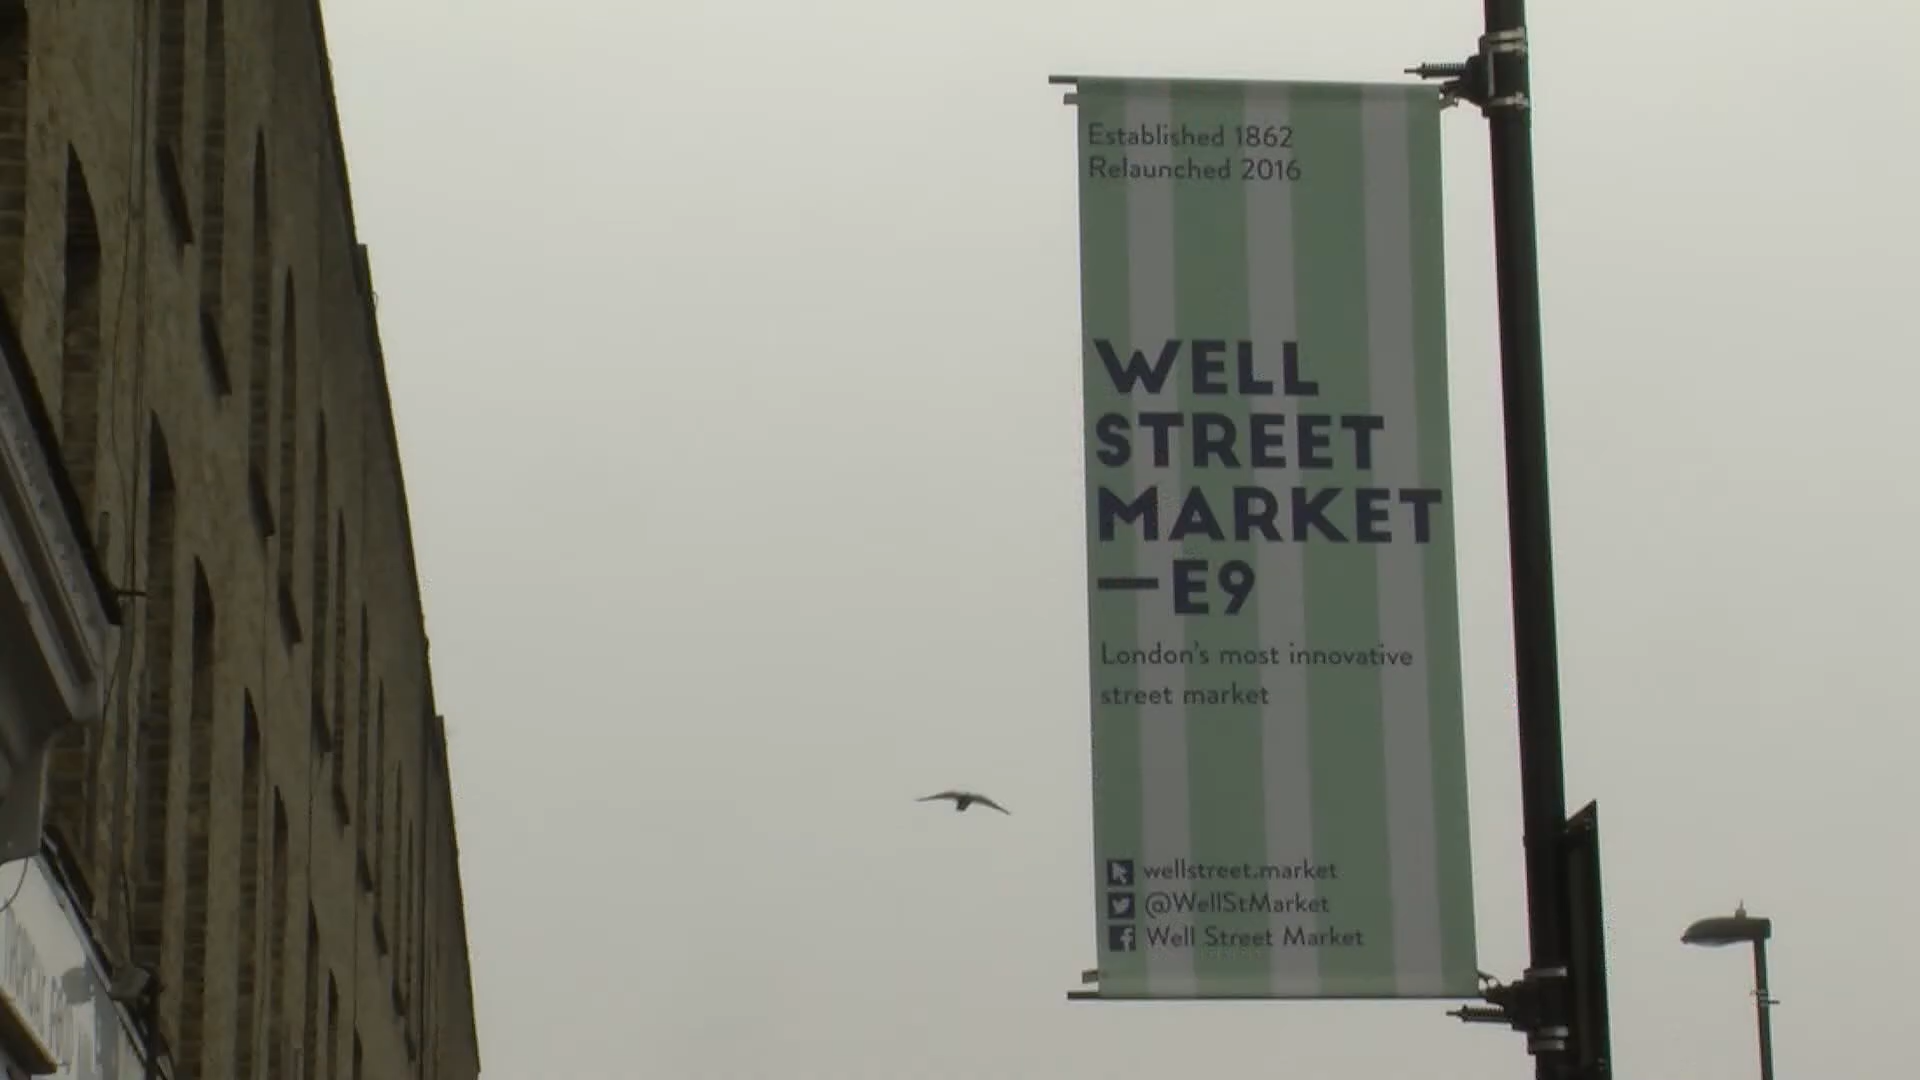 Established 1862
Relaunched 2016
WELL
STREET
MARKET
—E9
London's most innovative
street market
wellstreet.market
@WellStMarket
Well Street Market